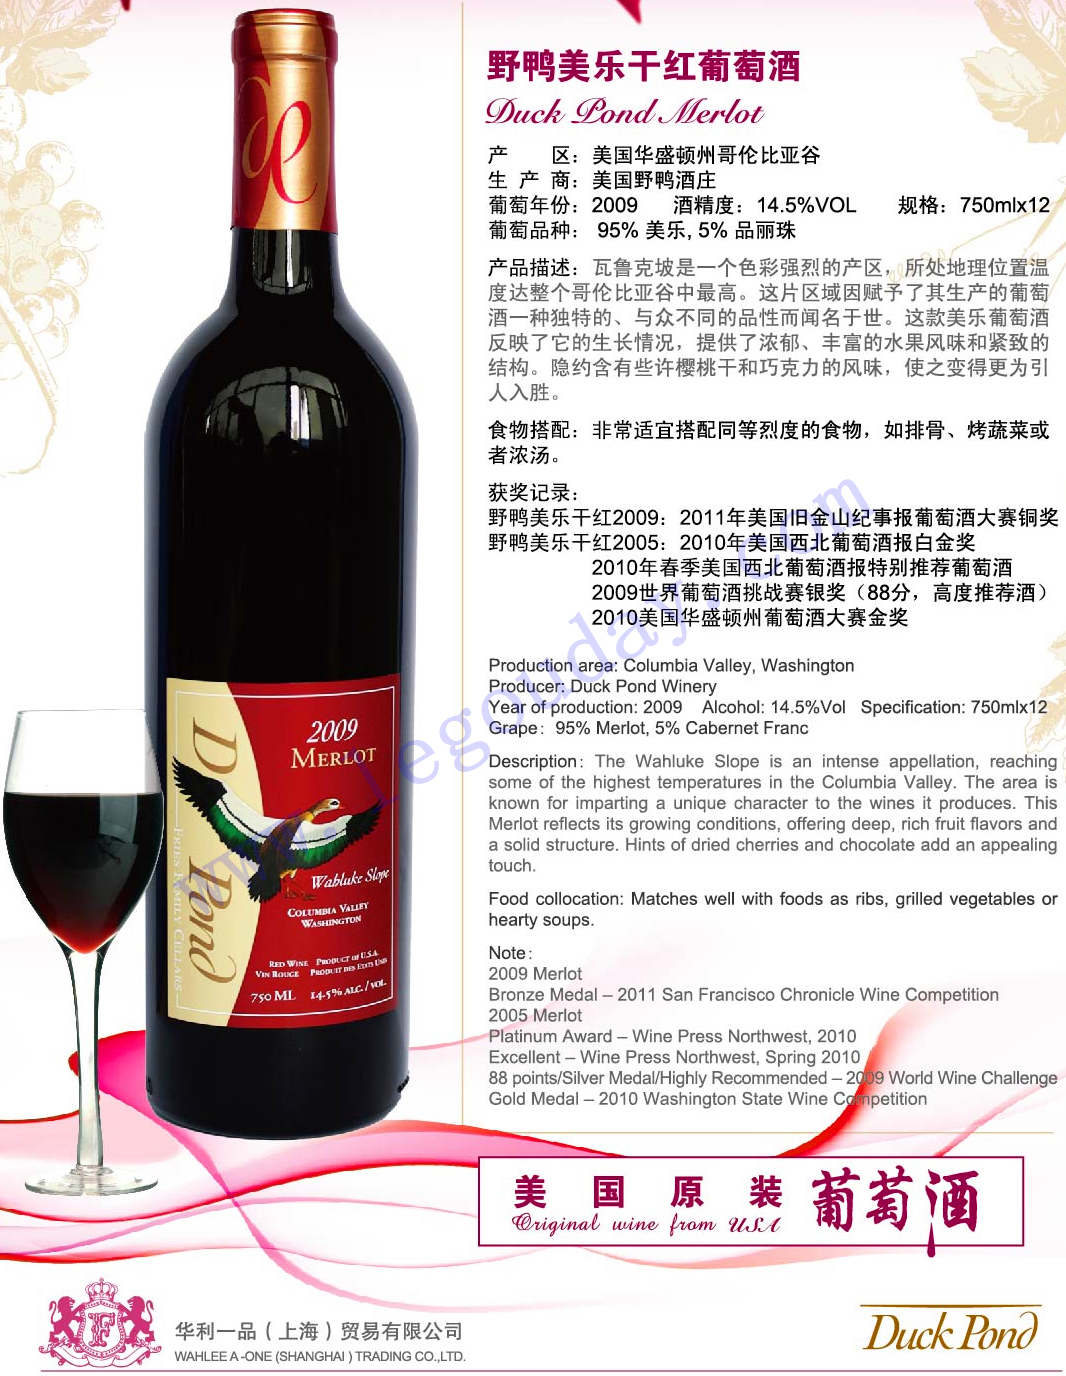 野鸭美乐干红葡萄酒
Duck Pond Merlot
产 区：美国华盛顿州哥伦比亚谷
生 产 商：美国野鸭酒庄
葡萄年份：2009 酒精度：14.5%VOL 规格：750mlx12
葡萄品种： 95% 美乐, 5% 品丽珠
产品描述：瓦鲁克坡是一个色彩强烈的产区，所处地理位置温
度达整个哥伦比亚谷中最高。这片区域因赋予了其生产的葡萄
酒一种独特的、与众不同的品性而闻名于世。这款美乐葡萄酒
反映了它的生长情况，提供了浓郁、丰富的水果风味和紧致的
结构。隐约含有些许樱桃干和巧克力的风味，使之变得更为引
人入胜。
食物搭配：非常适宜搭配同等烈度的食物，如排骨、烤蔬菜或
者浓汤。
获奖记录：
野鸭美乐干红2009：2011年美国旧金山纪事报葡萄酒大赛铜奖
野鸭美乐干红2005：2010年美国西北葡萄酒报白金奖
2010年春季美国西北葡萄酒报特别推荐葡萄酒
2009世界葡萄酒挑战赛银奖（88分，高度推荐酒）
2010美国华盛顿州葡萄酒大赛金奖
Production area: Columbia Valley, Washington
Producer: Duck Pond Winery
Year of production: 2009 Alcohol: 14.5%Vol Specification: 750mlx12
Grape： 95% Merlot, 5% Cabernet Franc
Description： The Wahluke Slope is an intense appellation, reaching
some of the highest temperatures in the Columbia Valley. The area is
known for imparting a unique character to the wines it produces. This
Merlot reflects its growing conditions, offering deep, rich fruit flavors and
a solid structure. Hints of dried cherries and chocolate add an appealing
touch.
Food collocation: Matches well with foods as ribs, grilled vegetables or
hearty soups.
Note：
2009 Merlot
Bronze Medal – 2011 San Francisco Chronicle Wine Competition
2005 Merlot
Platinum Award – Wine Press Northwest, 2010
Excellent – Wine Press Northwest, Spring 2010
88 points/Silver Medal/Highly Recommended – 2009 World Wine Challenge
Gold Medal – 2010 Washington State Wine Competition
美国原装葡萄酒
Original wine from USA
2009
MERLOT
Duck Pond
FRIES FAMILY CELLARS
Wahluke Slope
COLUMBIA VALLEY
WASHINGTON
RED WINE PRODUCT OF U.S.A.
VIN ROUGE PRODUIT DES ETATS UNIS
750 ML 14.5% ALC. / VOL.
www.legouday.com
F
华利一品（上海）贸易有限公司
WAHLEE A-ONE (SHANGHAI ) TRADING CO.,LTD.
Duck Pond